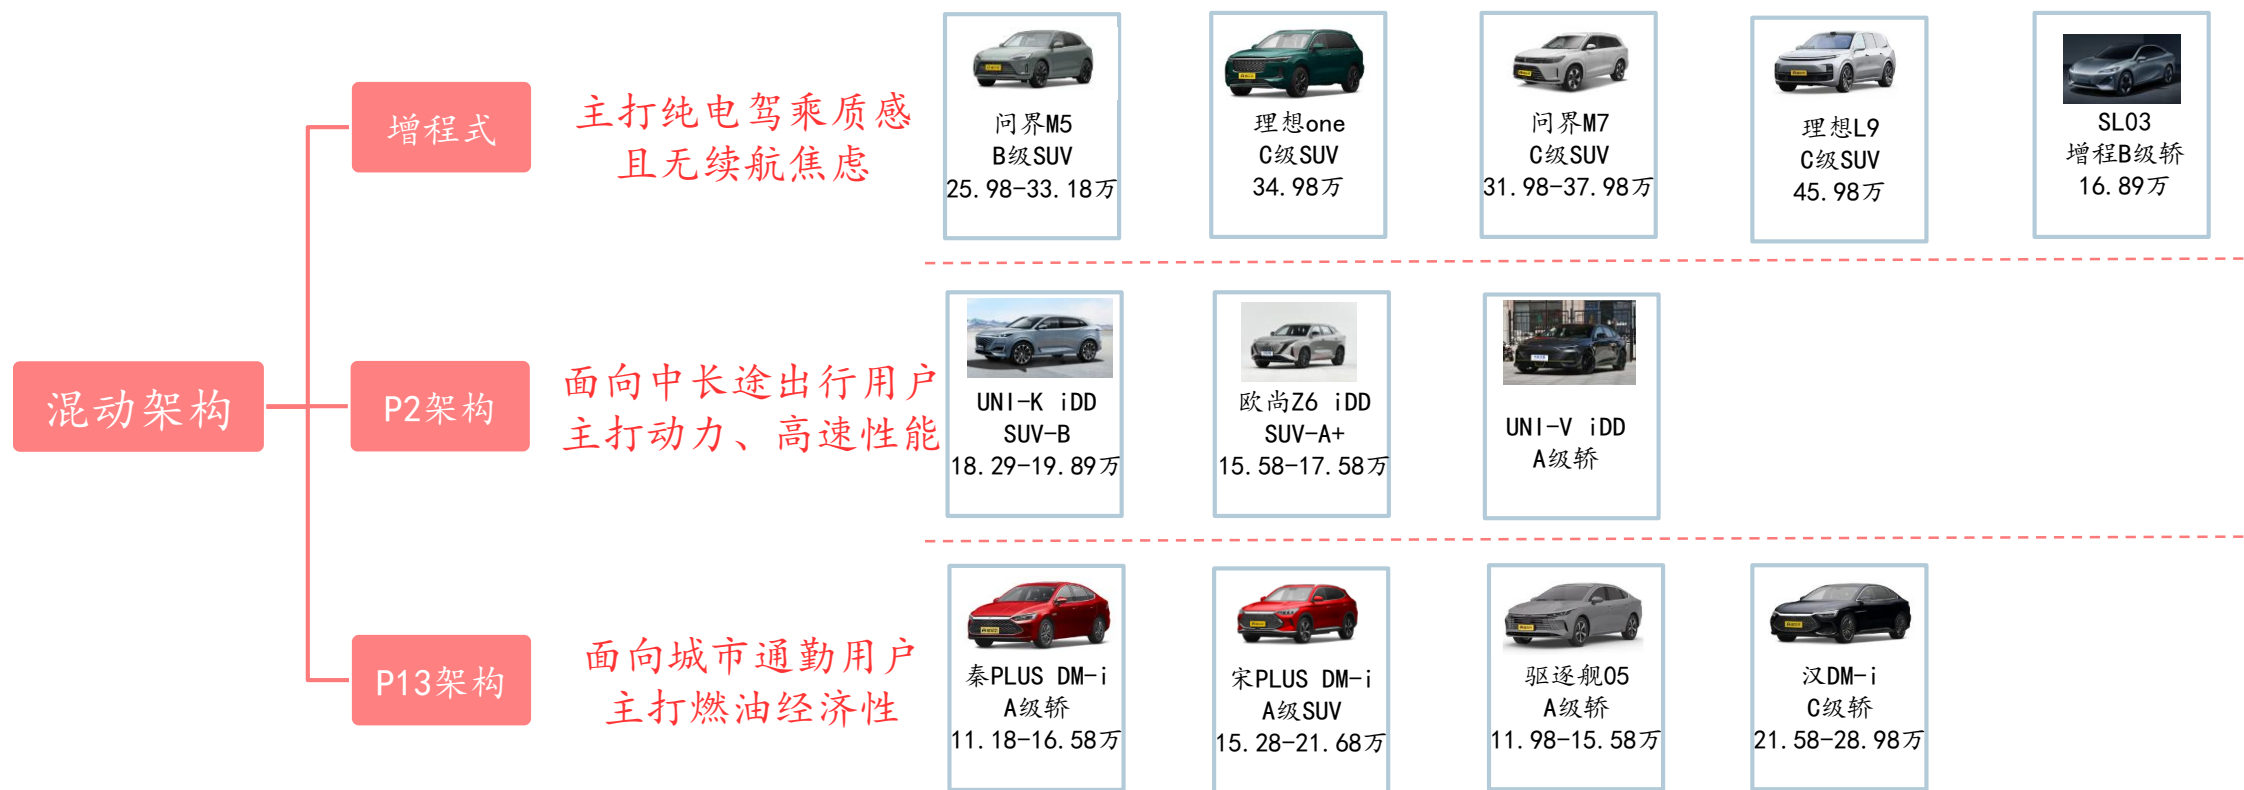 混动架构
增程式
主打纯电驾乘质感
且无续航焦虑
问界M5
B级SUV
25.98-33.18万
理想one
C级SUV
34.98万
问界M7
C级SUV
31.98-37.98万
理想L9
C级SUV
45.98万
SL03
增程B级轿
16.89万
P2架构
面向中长途出行用户
主打动力、高速性能
UNI-K iDD
SUV-B
18.29-19.89万
欧尚Z6 iDD
SUV-A+
15.58-17.58万
UNI-V iDD
A级轿
P13架构
面向城市通勤用户
主打燃油经济性
秦PLUS DM-i
A级轿
11.18-16.58万
宋PLUS DM-i
A级SUV
15.28-21.68万
驱逐舰05
A级轿
11.98-15.58万
汉DM-i
C级轿
21.58-28.98万